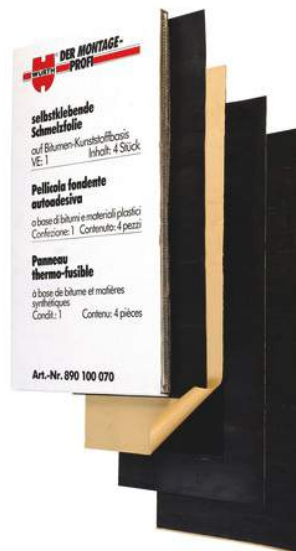 WÜRTH
DER MONTAGE-
PROFI
selbstklebende
Schmelzfolie
auf Bitumen-Kunststoffbasis
VE: 1 Inhalt: 4 Stück
Pellicola fondente
autoadesiva
a base di bitumi e materiali plastici
Confezione: 1 Contenuto: 4 pezzi
Panneau
thermo-fusible
à base de bitume et matières
synthétiques
Condit.: 1 Contenu: 4 pièces
Art.-Nr. 890 100 070